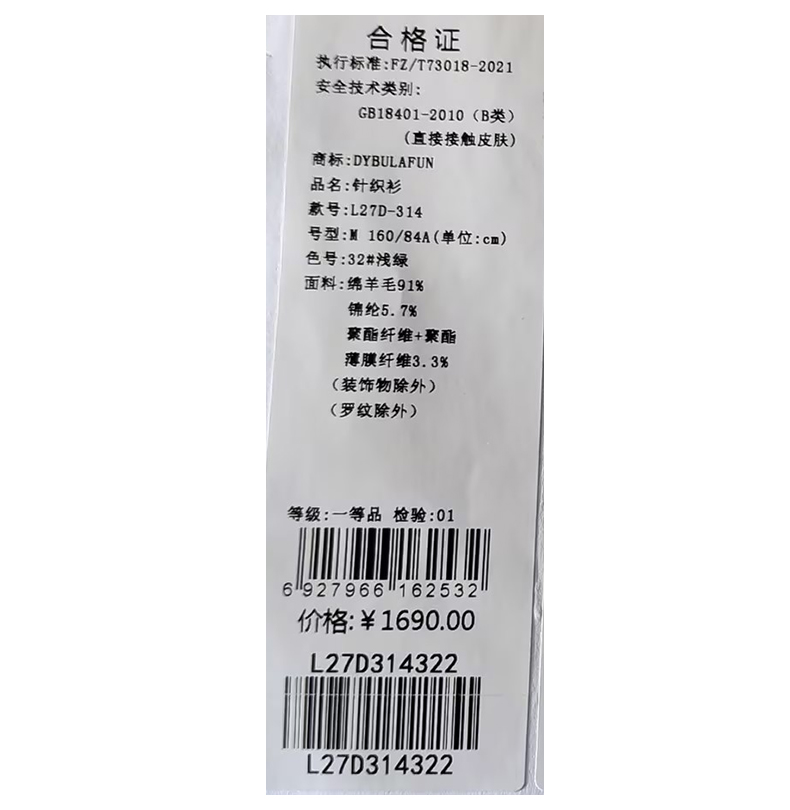 合格证
执行标准:FZ/T73018-2021
安全技术类别:
GB18401-2010（B类）
(直接接触皮肤)
商标:DYBULAFUN
品名:针织衫
款号:L27D-314
号型:M 160/84A(单位:cm)
色号:32#浅绿
面料:绵羊毛91%
锦纶5.7%
聚酯纤维+聚酯
薄膜纤维3.3%
（装饰物除外）
（罗纹除外）
等级:一等品 检验:01
6 927966 162532
价格:￥1690.00
L27D314322
L27D314322